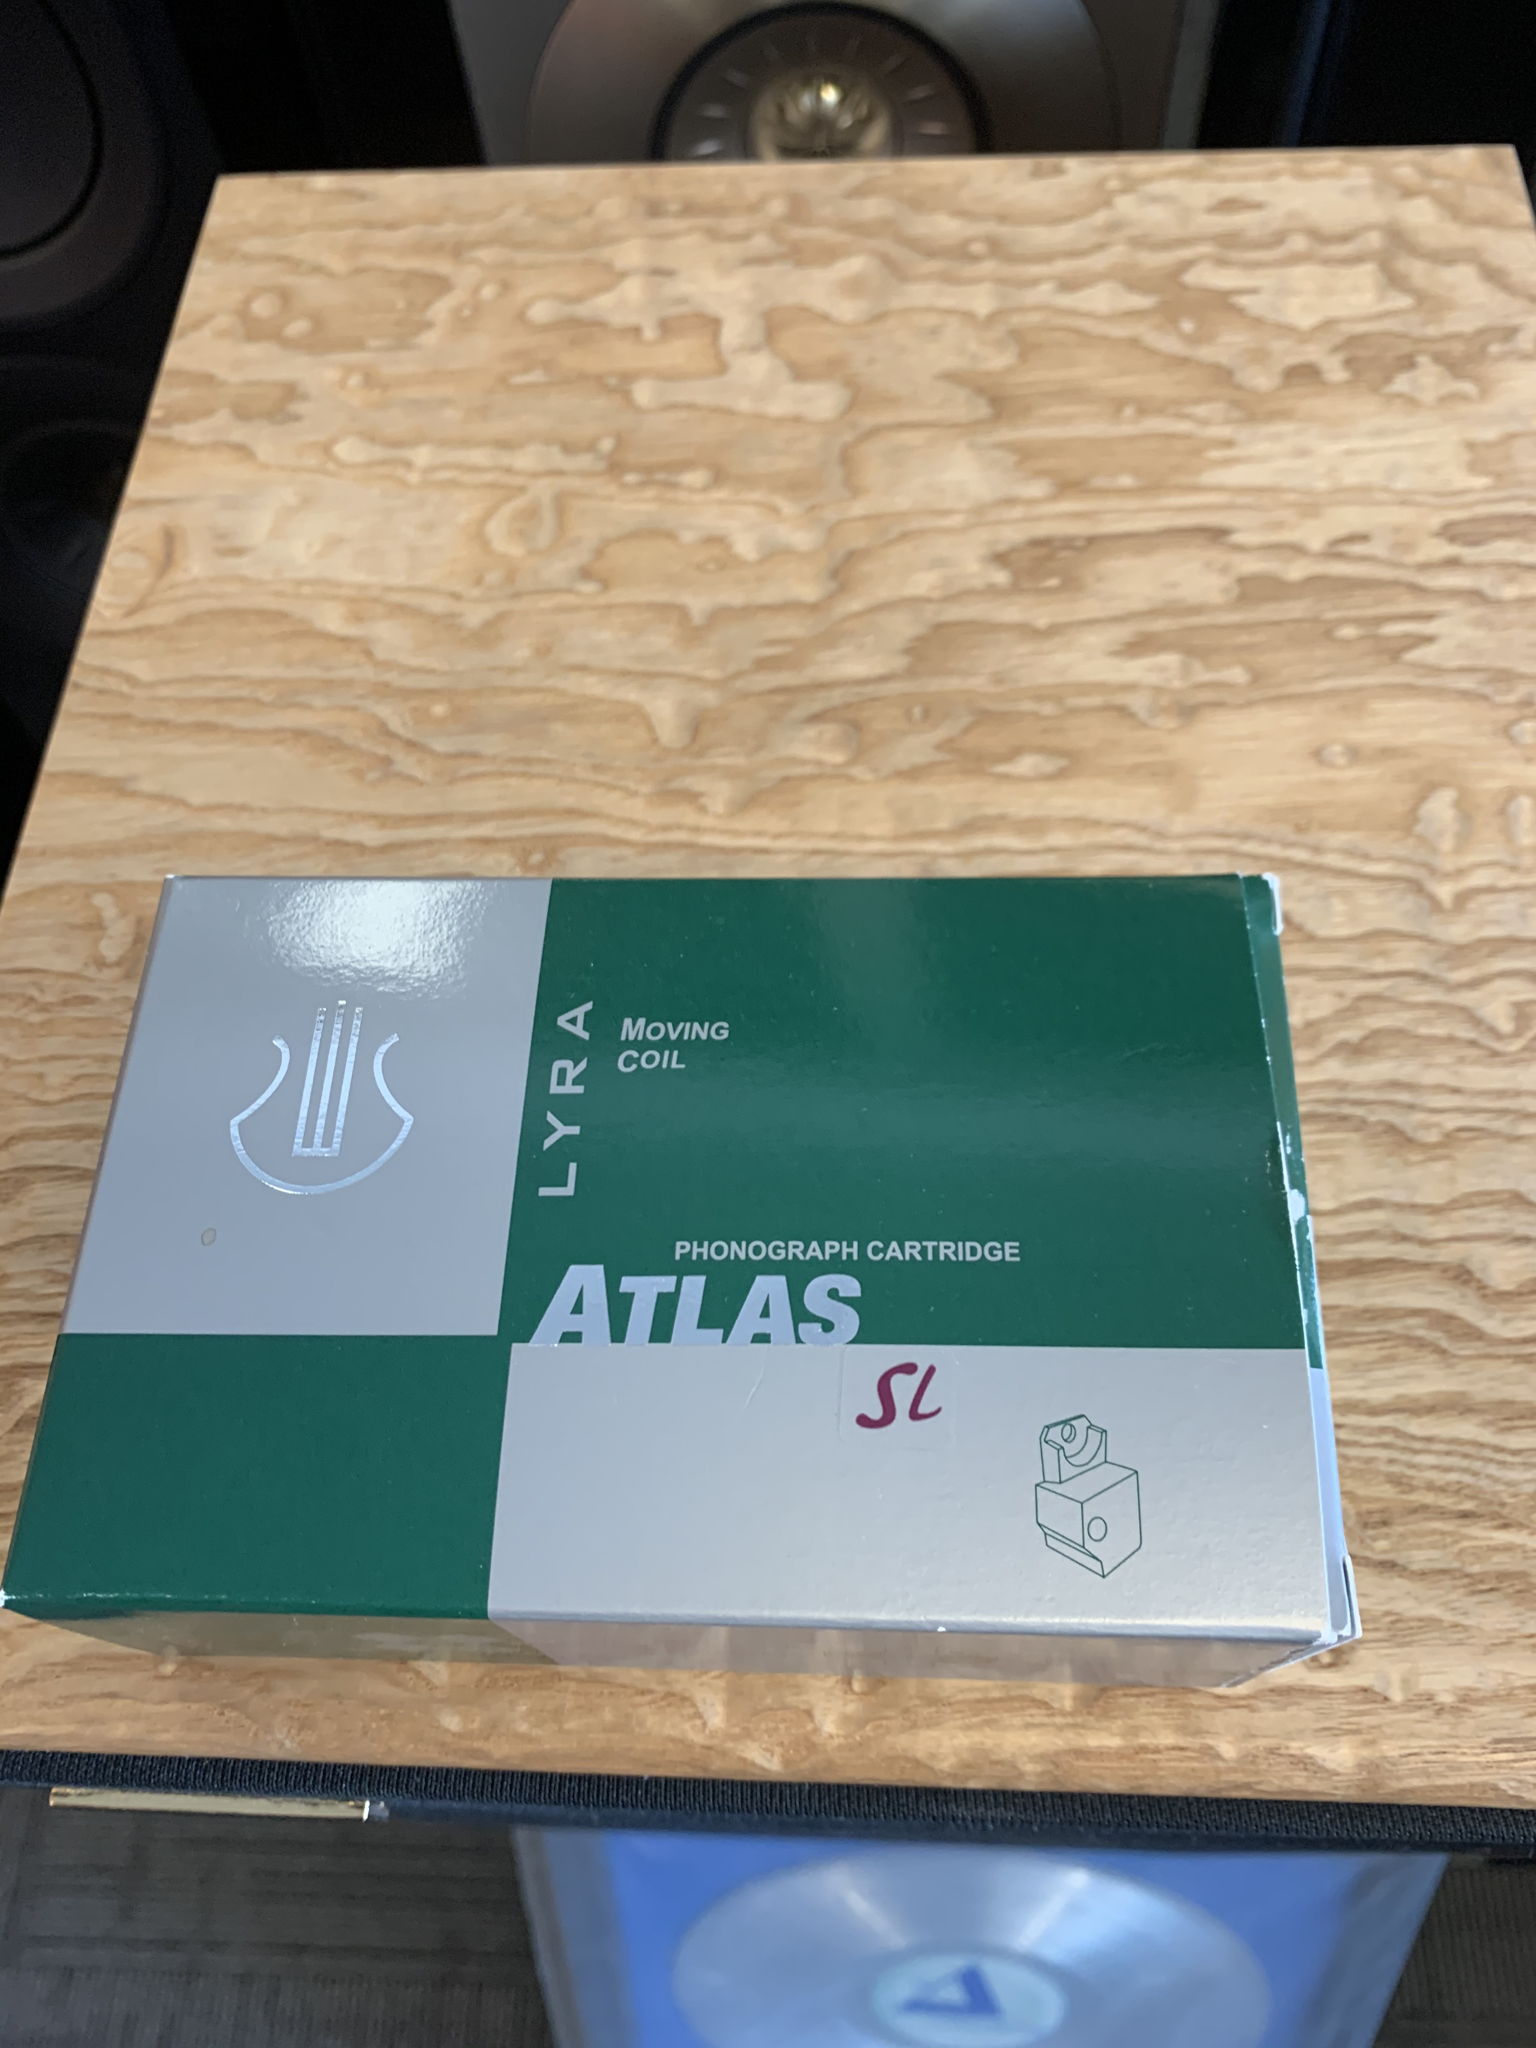 LYRA
MOVING
COIL
PHONOGRAPH CARTRIDGE
ATLAS
SL